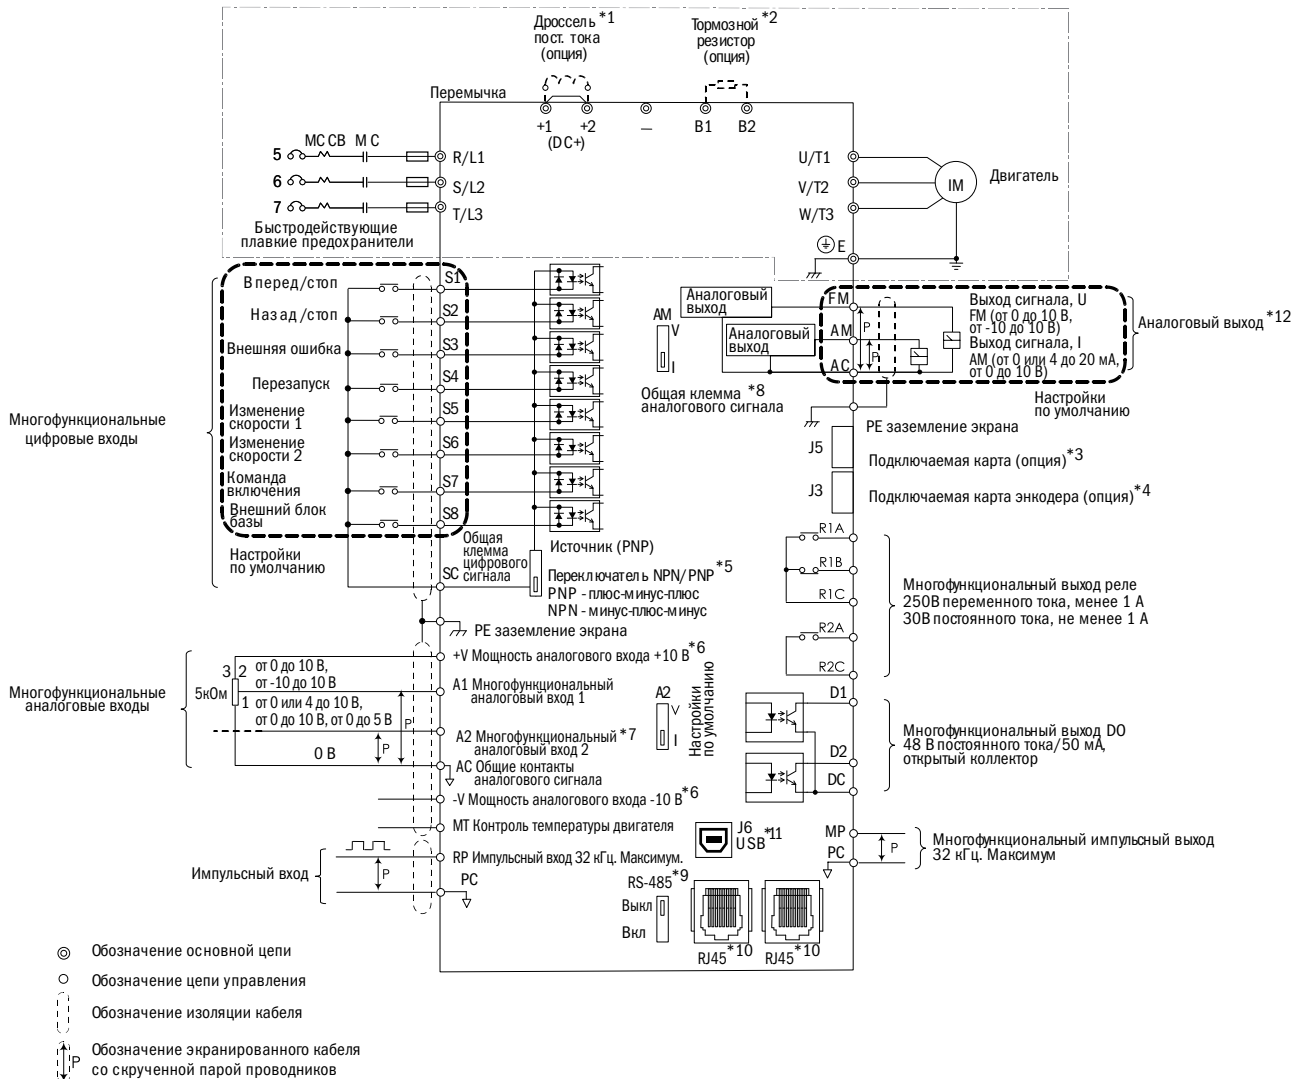 Дроссель *1
пост. тока
(опция)
Тормозной *2
резистор
(опция)
Перемычка
+1
(DC+)
+2
–
B1
B2
MCCB MC
5
R/L1
6
S/L2
7
T/L3
Быстродействующие
плавкие предохранители
U/T1
V/T2
W/T3
IM
Двигатель
E
Многофункциональные
цифровые входы
Вперед/стоп
S1
Назад/стоп
S2
Внешняя ошибка
S3
Перезапуск
S4
Изменение
скорости 1
S5
Изменение
скорости 2
S6
Команда
включения
S7
Внешний блок
базы
S8
Настройки
по умолчанию
SC
Общая
клемма
цифрового
сигнала
Источник (PNP)
Переключатель NPN/PNP *5
PNP - плюс-минус-плюс
NPN - минус-плюс-минус
PE заземление экрана
AM
V
I
Аналоговый
выход
Аналоговый
выход
Общая клемма *8
аналогового сигнала
FM
AM
AC
P
P
Выход сигнала, U
FM (от 0 до 10 В,
от -10 до 10 В)
Выход сигнала, I
AM (от 0 или 4 до 20 мА,
от 0 до 10 В)
Аналоговый выход *12
Настройки
по умолчанию
PE заземление экрана
J5
Подключаемая карта (опция) *3
J3
Подключаемая карта энкодера (опция) *4
R1A
R1B
R1C
R2A
R2C
Многофункциональный выход реле
250В переменного тока, менее 1 А
30В постоянного тока, не менее 1 А
Многофункциональные
аналоговые входы
5кОм
3
2
1
от 0 до 10 В,
от -10 до 10 В
от 0 или 4 до 10 В,
от 0 до 10 В, от 0 до 5 В
0 В
P
P
+V Мощность аналогового входа +10 В *6
A1 Многофункциональный
аналоговый вход 1
A2 Многофункциональный *7
аналоговый вход 2
AC Общие контакты
аналогового сигнала
-V Мощность аналогового входа -10 В *6
MT Контроль температуры двигателя
A2
V
I
Настройки
по умолчанию
D1
D2
DC
Многофункциональный выход DO
48 В постоянного тока/50 мА,
открытый коллектор
Импульсный вход
P
RP Импульсный вход 32 кГц. Максимум.
PC
J6
USB *11
MP
PC
P
Многофункциональный импульсный выход
32 кГц. Максимум
RS-485 *9
Выкл
Вкл
RJ45 *10
RJ45 *10
Обозначение основной цепи
Обозначение цепи управления
Обозначение изоляции кабеля
P
Обозначение экранированного кабеля
со скрученной парой проводников